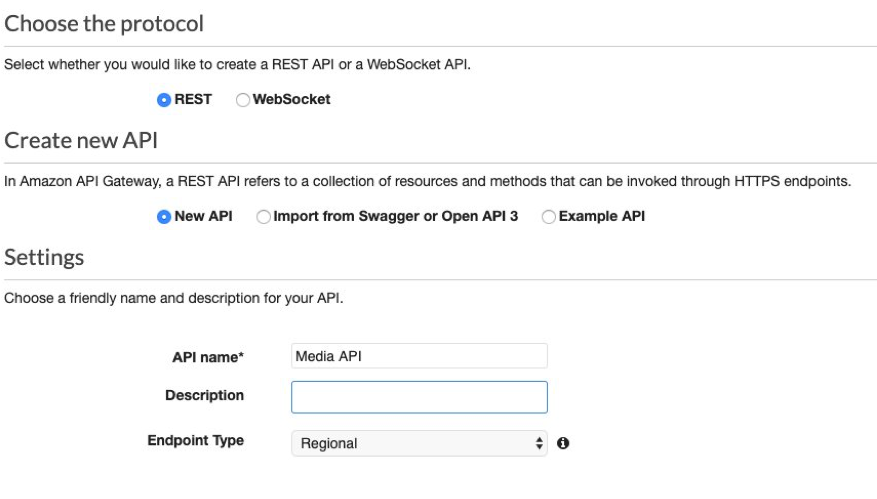 Choose the protocol
Select whether you would like to create a REST API or a WebSocket API.
REST WebSocket
Create new API
In Amazon API Gateway, a REST API refers to a collection of resources and methods that can be invoked through HTTPS endpoints.
New API Import from Swagger or Open API 3 Example API
Settings
Choose a friendly name and description for your API.
API name* Media API
Description
Endpoint Type Regional